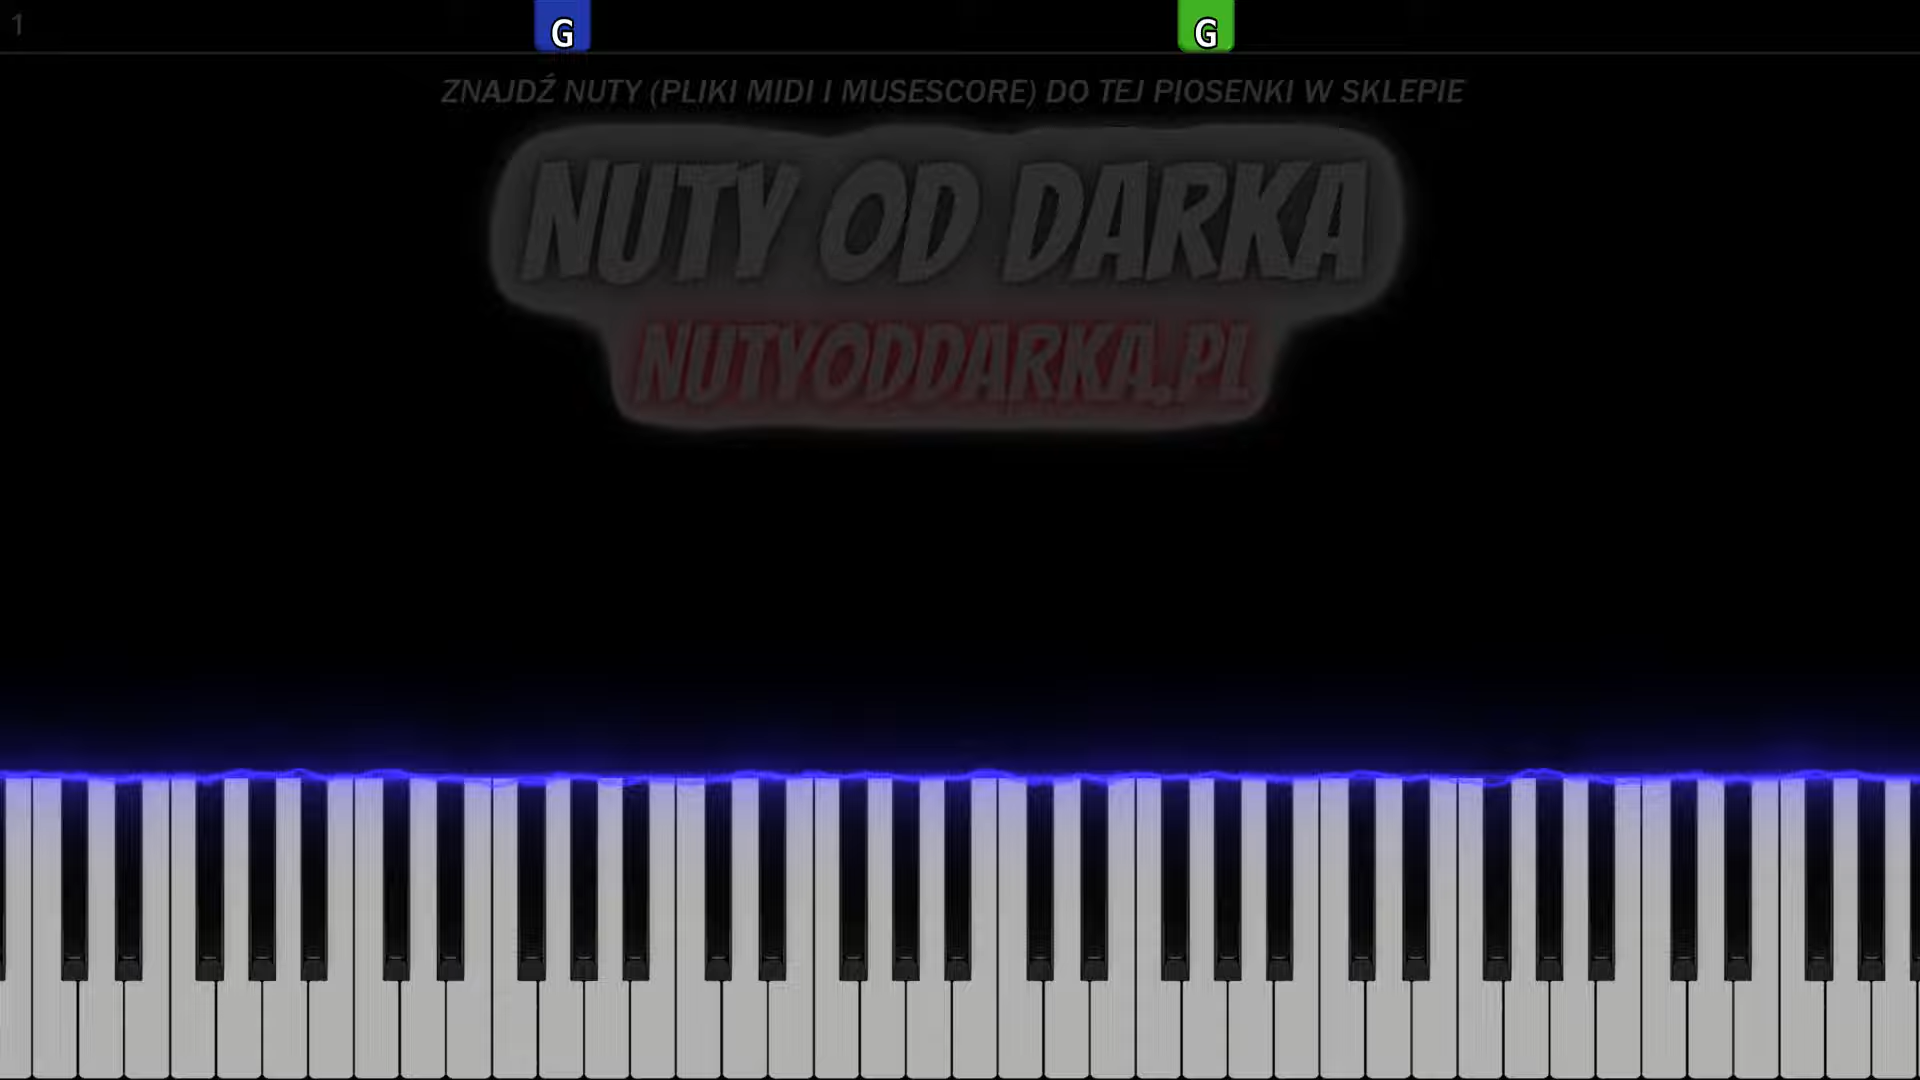 1
G G
ZNAJDŹ NUTY (PLIKI MIDI I MUSESCORE) DO TEJ PIOSENKI W SKLEPIE
NUTY OD DARKA
NUTYODDARKA.PL